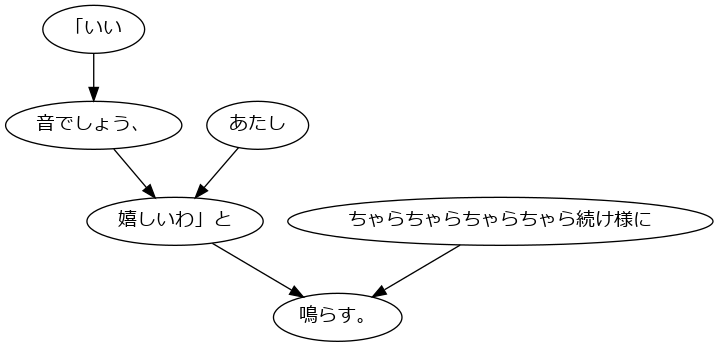 「いい
音でしょう、
あたし
嬉しいわ」と
ちゃらちゃらちゃらちゃら続け様に
鳴らす。